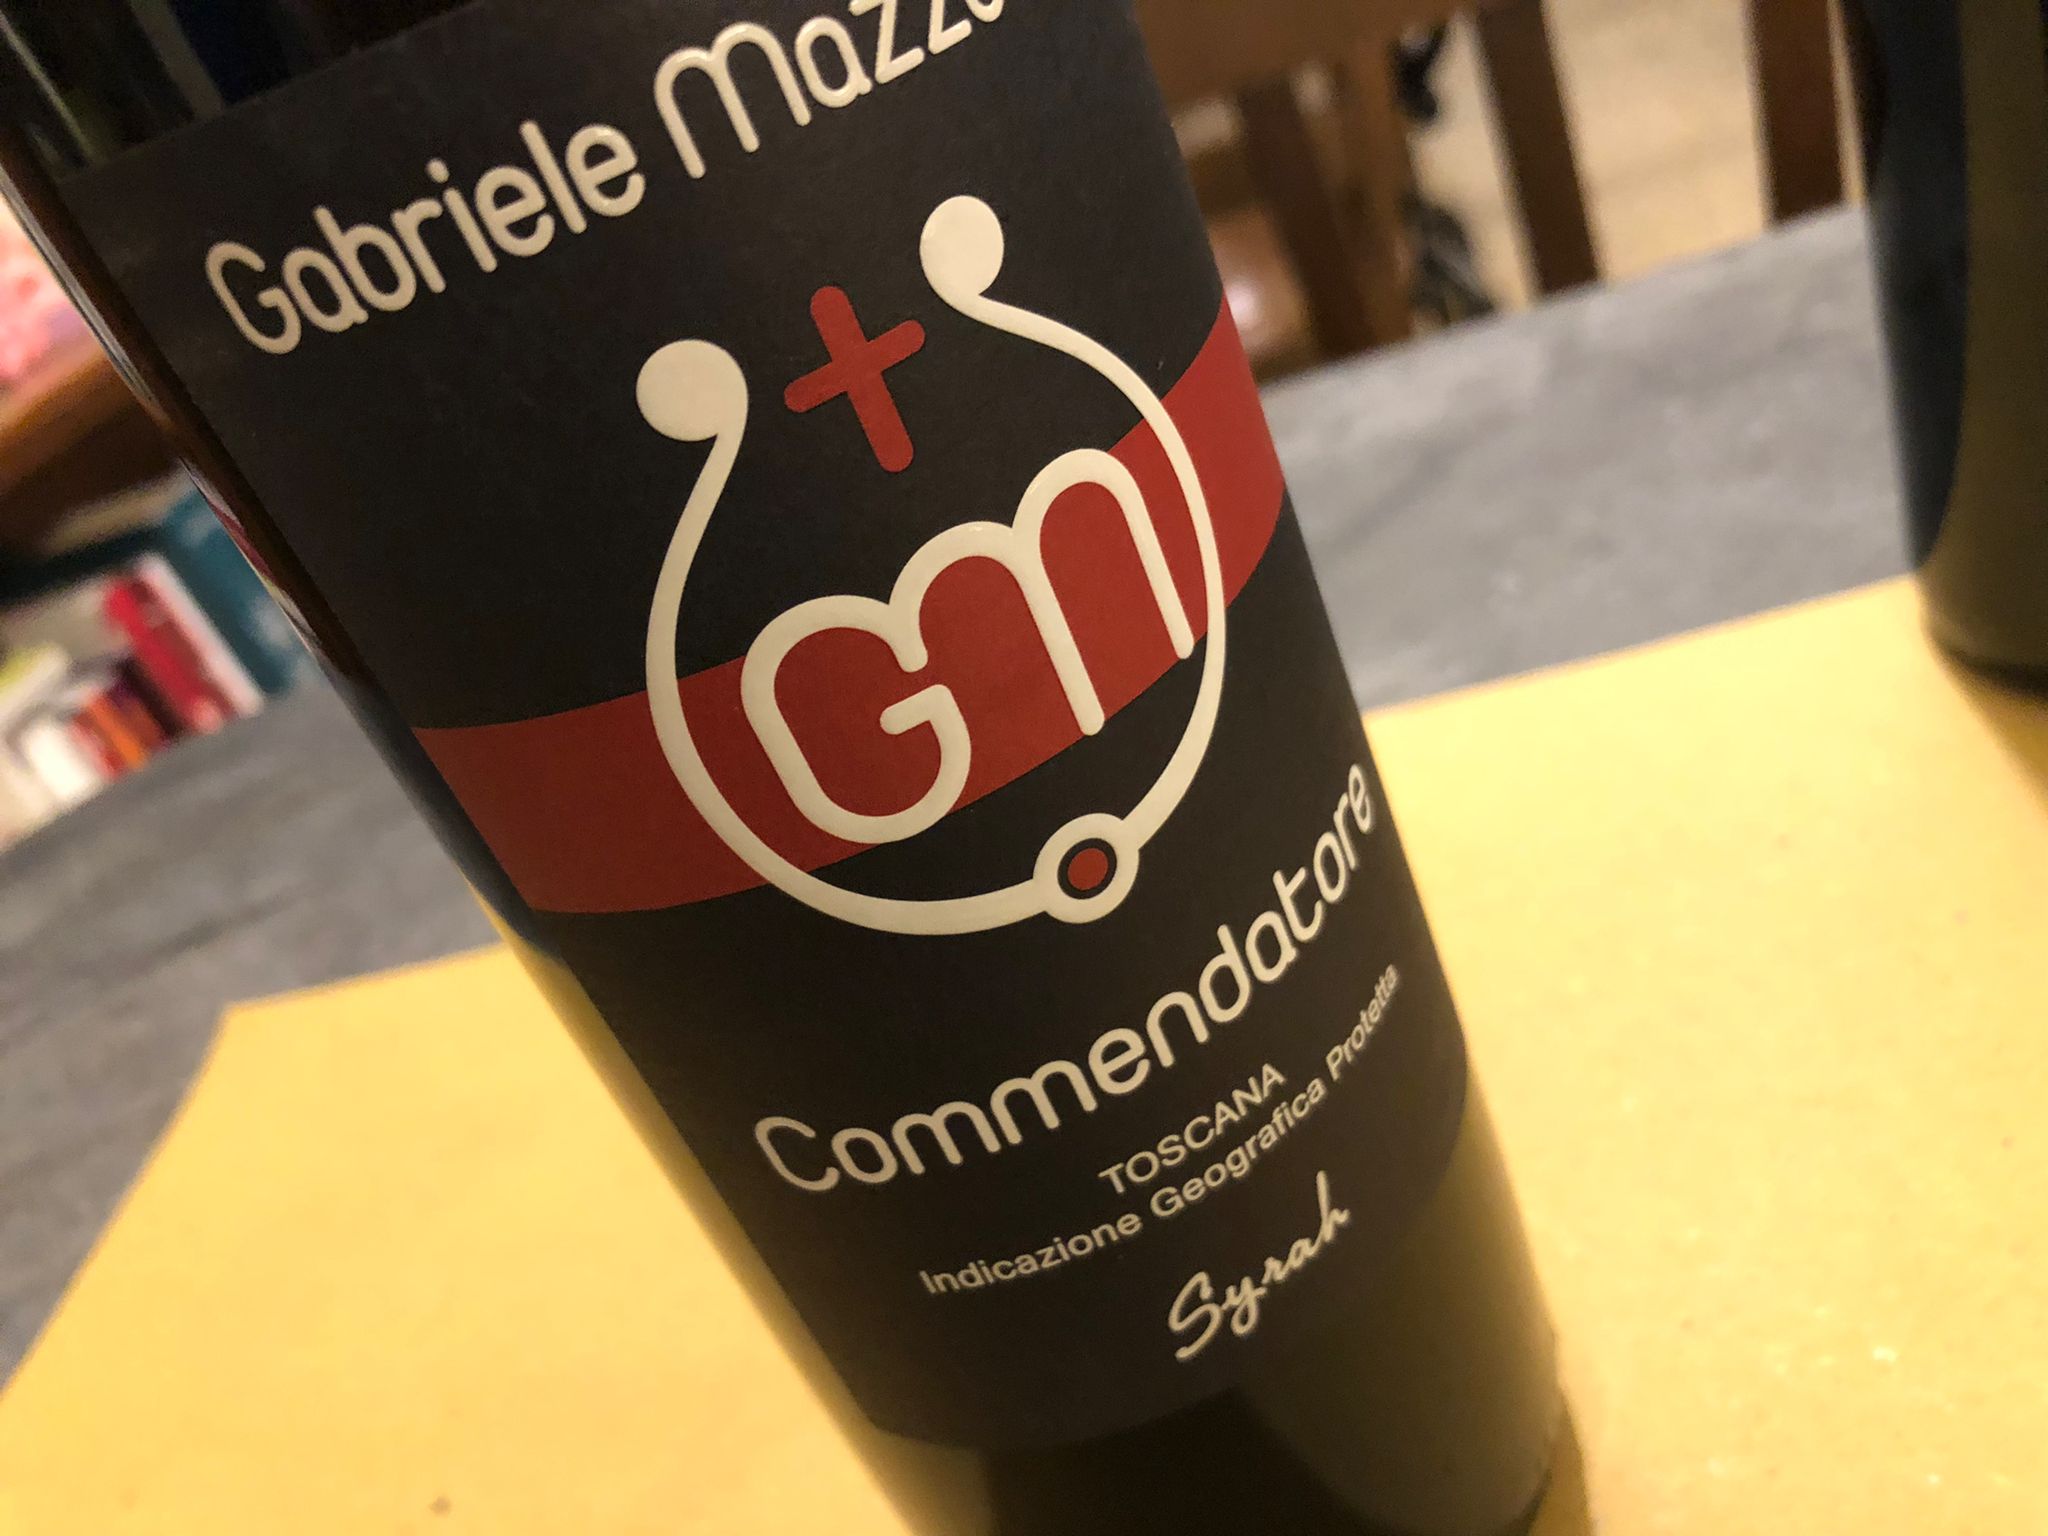 Gabriele
GM
Commendatore
TOSCANA
Indicazione Geografica Protetta
Syrah